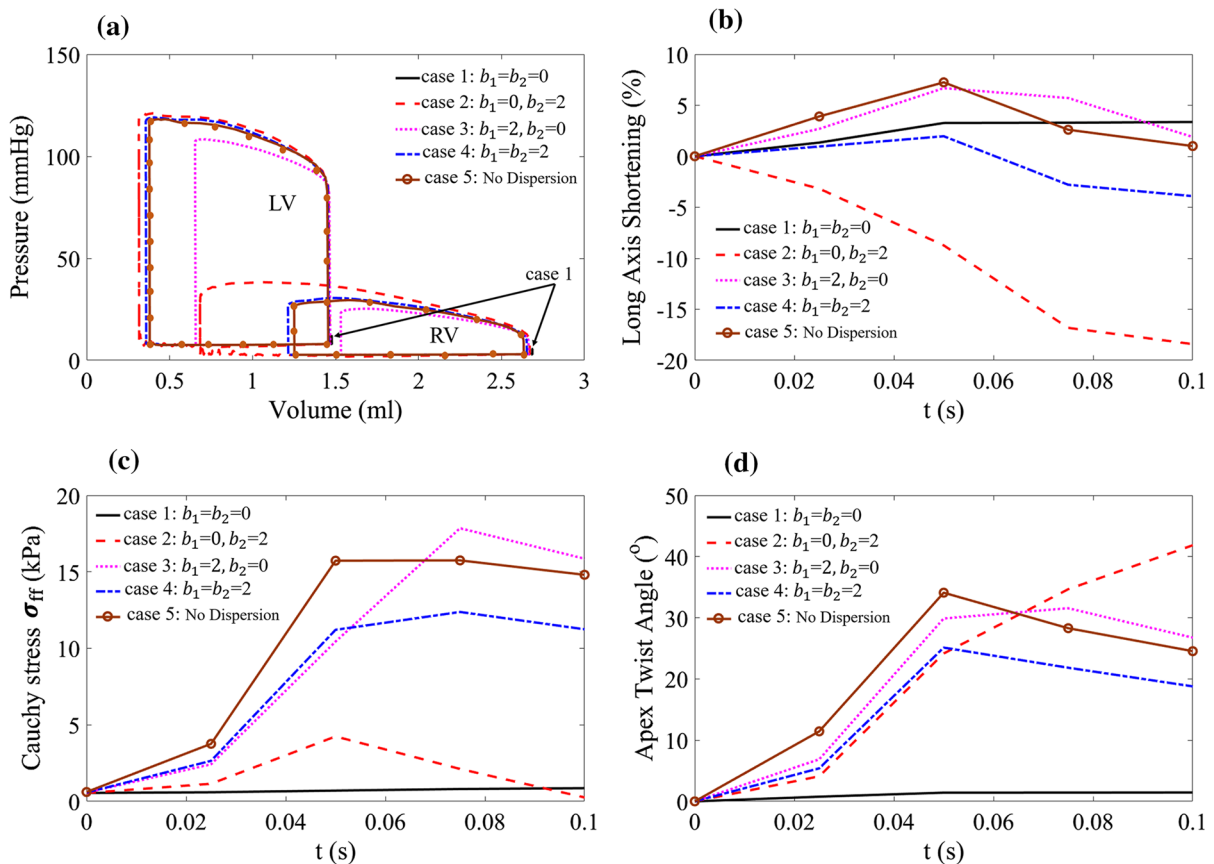 (a)
Pressure (mmHg)
150
100
50
0
case 1: b₁=b₂=0
case 2: b₁=0, b₂=2
case 3: b₁=2, b₂=0
case 4: b₁=b₂=2
case 5: No Dispersion
LV
RV
case 1
0 0.5 1 1.5 2 2.5 3
Volume (ml)
(b)
Long Axis Shortening (%)
10
5
0
-5
-10
-15
-20
case 1: b₁=b₂=0
case 2: b₁=0, b₂=2
case 3: b₁=2, b₂=0
case 4: b₁=b₂=2
case 5: No Dispersion
0 0.02 0.04 0.06 0.08 0.1
t (s)
(c)
Cauchy stress σff (kPa)
20
15
10
5
0
case 1: b₁=b₂=0
case 2: b₁=0, b₂=2
case 3: b₁=2, b₂=0
case 4: b₁=b₂=2
case 5: No Dispersion
0 0.02 0.04 0.06 0.08 0.1
t (s)
(d)
Apex Twist Angle (°)
50
40
30
20
10
0
case 1: b₁=b₂=0
case 2: b₁=0, b₂=2
case 3: b₁=2, b₂=0
case 4: b₁=b₂=2
case 5: No Dispersion
0 0.02 0.04 0.06 0.08 0.1
t (s)